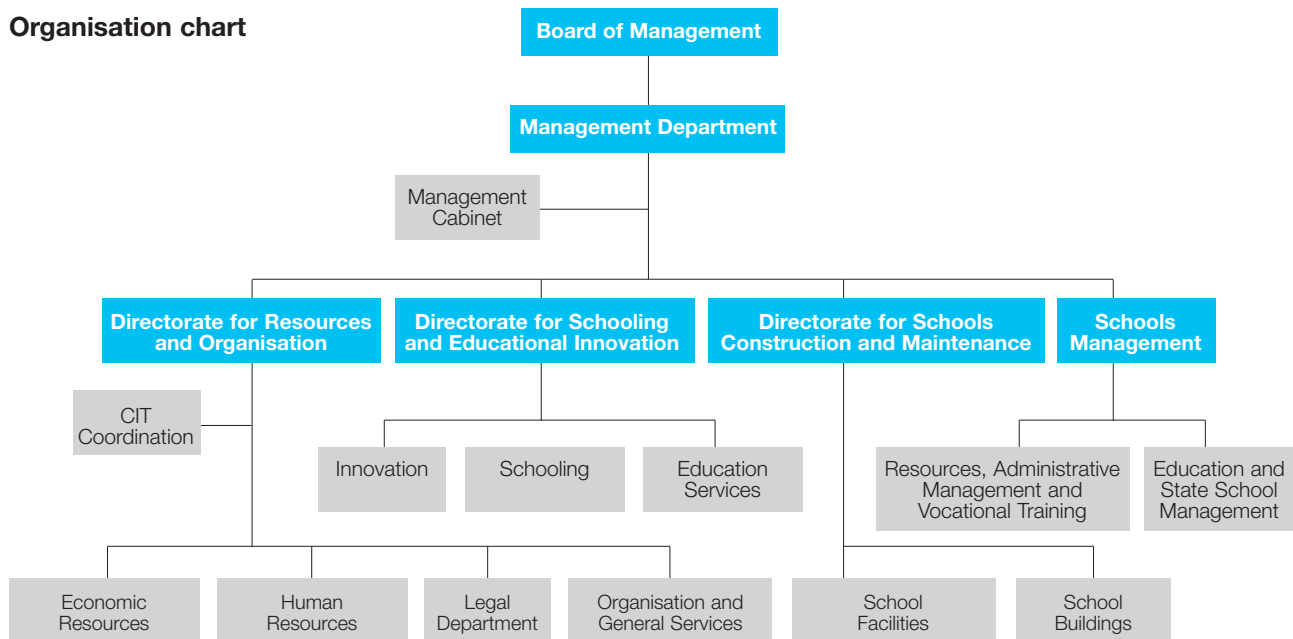 Organisation chart
Board of Management
Management Department
Management
Cabinet
Directorate for Resources
and Organisation
Directorate for Schooling
and Educational Innovation
Directorate for Schools
Construction and Maintenance
Schools
Management
CIT
Coordination
Innovation
Schooling
Education
Services
Resources, Administrative
Management and
Vocational Training
Education and
State School
Management
Economic
Resources
Human
Resources
Legal
Department
Organisation and
General Services
School
Facilities
School
Buildings